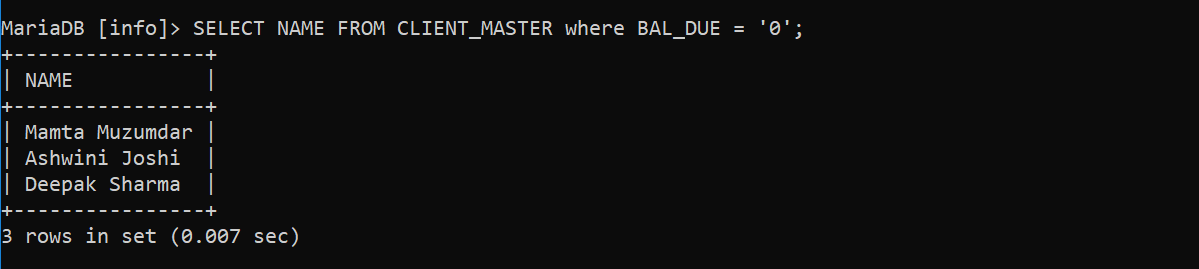 MariaDB [info]> SELECT NAME FROM CLIENT_MASTER where BAL_DUE = '0';
+----------------+
| NAME           |
+----------------+
| Mamta Muzumdar |
| Ashwini Joshi  |
| Deepak Sharma  |
+----------------+
3 rows in set (0.007 sec)